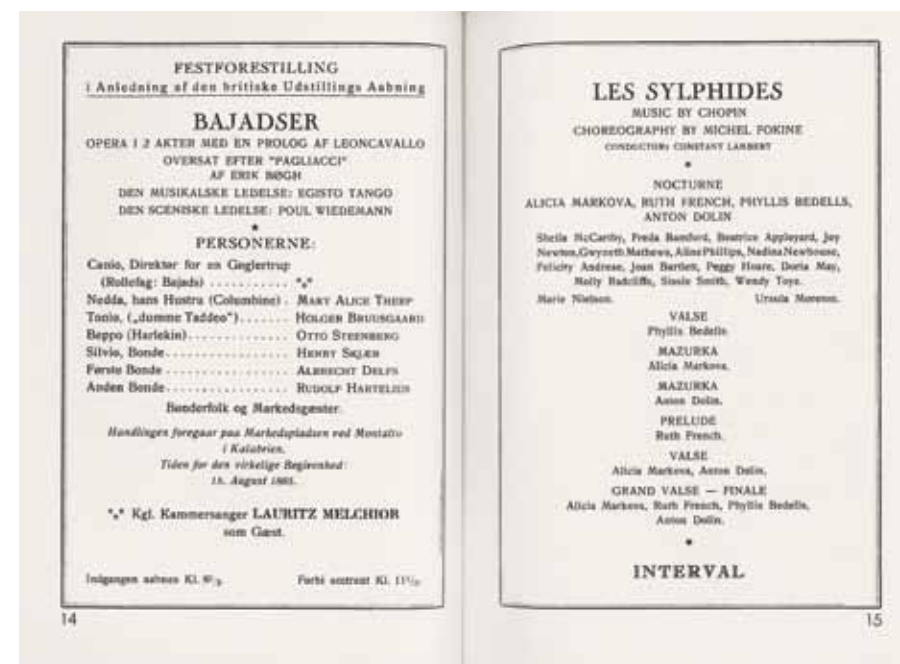 FESTFORESTILLING
i Anledning af den britiske Udstillings Aabning
BAJADSER
OPERA I 2 AKTER MED EN PROLOG AF LEONCAVALLO
OVERSAT EFTER "PAGLIACCI"
AF ERIK BØGH
DEN MUSIKALSKE LEDELSE: EGISTO TANGO
DEN SCENISKE LEDELSE: POUL WIEDEMANN
*
PERSONERNE:
Canio, Direktør for en Gøglertrup
(Rollefag: Bajads) ........... *.*
Nedda, hans Hustru (Columbine) . MARY ALICE THERP
Tonio, („dumme Taddeo")....... HOLGER BRUUSGAARD
Beppo (Harlekin)............... OTTO STEENBERG
Silvio, Bonde.................. HENRY SKJÆR
Første Bonde ................. ALBRECHT DELFS
Anden Bonde................. RUDOLF HARTELIUS
Bønderfolk og Markedsgæster.
Handlingen foregaar paa Markedspladsen ved Montalto
i Kalabrien.
Tiden for den virkelige Begivenhed:
15. August 1865.
*.* Kgl. Kammersanger LAURITZ MELCHIOR
som Gæst.
Indgangen aabnes Kl.
Forbi omtrent Kl. 11
14
LES SYLPHIDES
MUSIC BY CHOPIN
CHOREOGRAPHY BY MICHEL FOKINE
CONDUCTOR: CONSTANT LAMBERT
*
NOCTURNE
ALICIA MARKOVA, RUTH FRENCH, PHYLLIS BEDELLS,
ANTON DOLIN
Sheila McCarthy, Freda Bamford, Beatrice Appleyard, Joy
Newton, Gwyneth Mathews, Aline Phillips, Nadina Newhouse,
Felicity Andreae, Joan Bartlett, Peggy Hoare, Doris May,
Molly Radcliffe, Smith, Wendy Toye.
Marie Nielson. Ursula Moreton.
VALSE
Phyllis Bedells.
MAZURKA
Alicia Markova.
MAZURKA
Anton Dolin.
PRELUDE
Ruth French.
VALSE
Alicia Markova, Anton Dolin.
GRAND VALSE — FINALE
Alicia Markova, Ruth French, Phyllis Bedells,
Anton Dolin.
*
INTERVAL
15